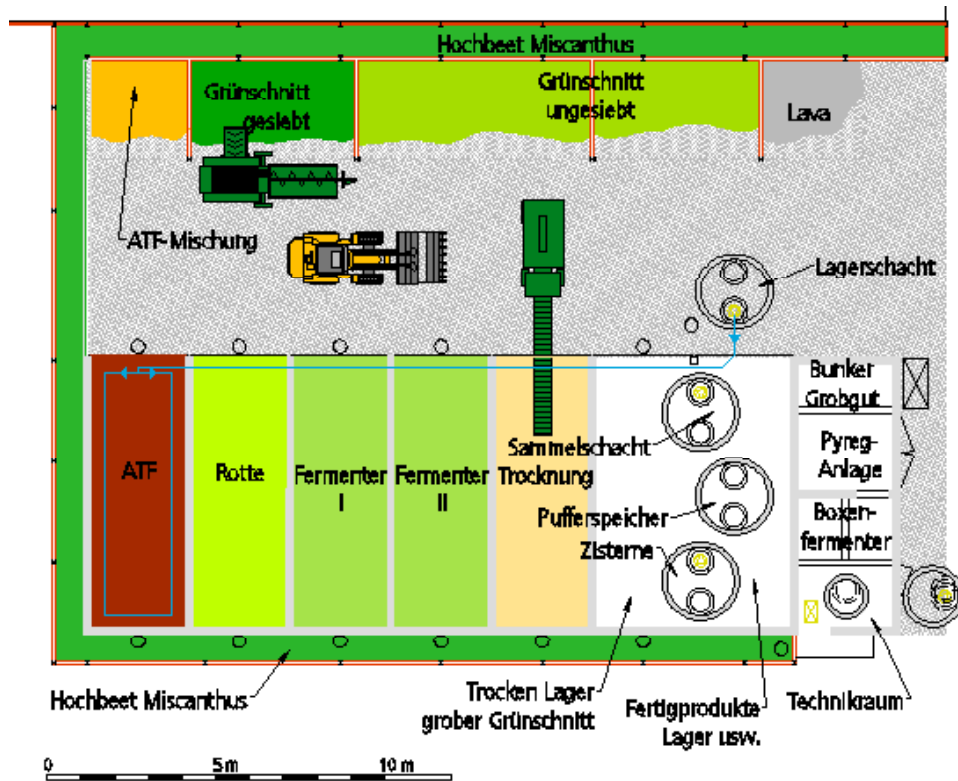 Hochbeet Miscanthus
Grünschnitt
gesiebt
Grünschnitt
ungesiebt
Lava
ATF-Mischung
Lagerschacht
Bunker
Grobgut
Sammelschacht
Pyreg-
Anlage
ATF
Rotte
Fermenter
I
Fermenter
II
Trocknung
Pufferspeicher
Boxen-
fermenter
Zisterne
Hochbeet Miscanthus
Trocken Lager
grober Grünschnitt
Fertigprodukte
Lager usw.
Technikraum
0
5m
10 m